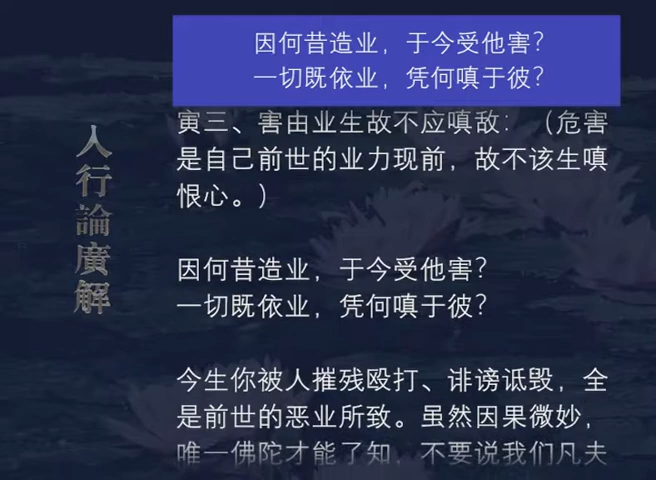 因何昔造业，于今受他害？
一切既依业，凭何嗔于彼？
寅三、害由业生故不应嗔敌：（危害
是自己前世的业力现前，故不该生嗔
恨心。）
因何昔造业，于今受他害？
一切既依业，凭何嗔于彼？
今生你被人摧残殴打、诽谤诋毁，全
是前世的恶业所致。虽然因果微妙，
唯一佛陀才能了知，不要说我们凡夫
入行論廣解